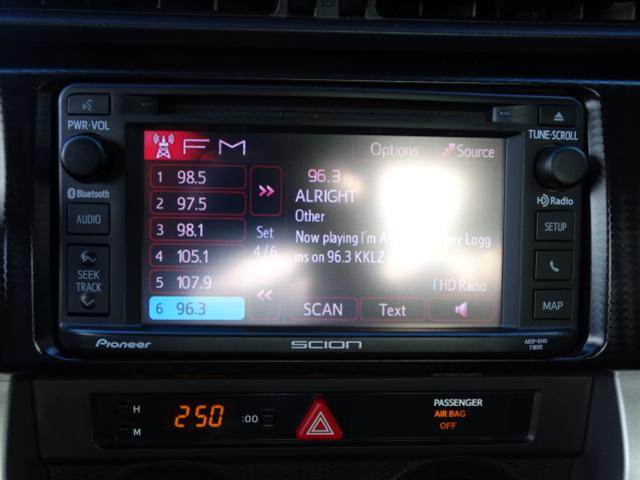 PWR·VOL
TUNE·SCROLL
FM
Options
Source
1 98.5
2 97.5
3 98.1
4 105.1
5 107.9
6 96.3
Set
4/6
96.3
ALRIGHT
Other
Now playing I'm Logg
ins on 96.3 KKLZ
HD Radio
SCAN
Text
Bluetooth
AUDIO
SEEK
TRACK
HD Radio
SETUP
MAP
Pioneer
SCION
H
M
250
:00
PASSENGER
AIR BAG
OFF